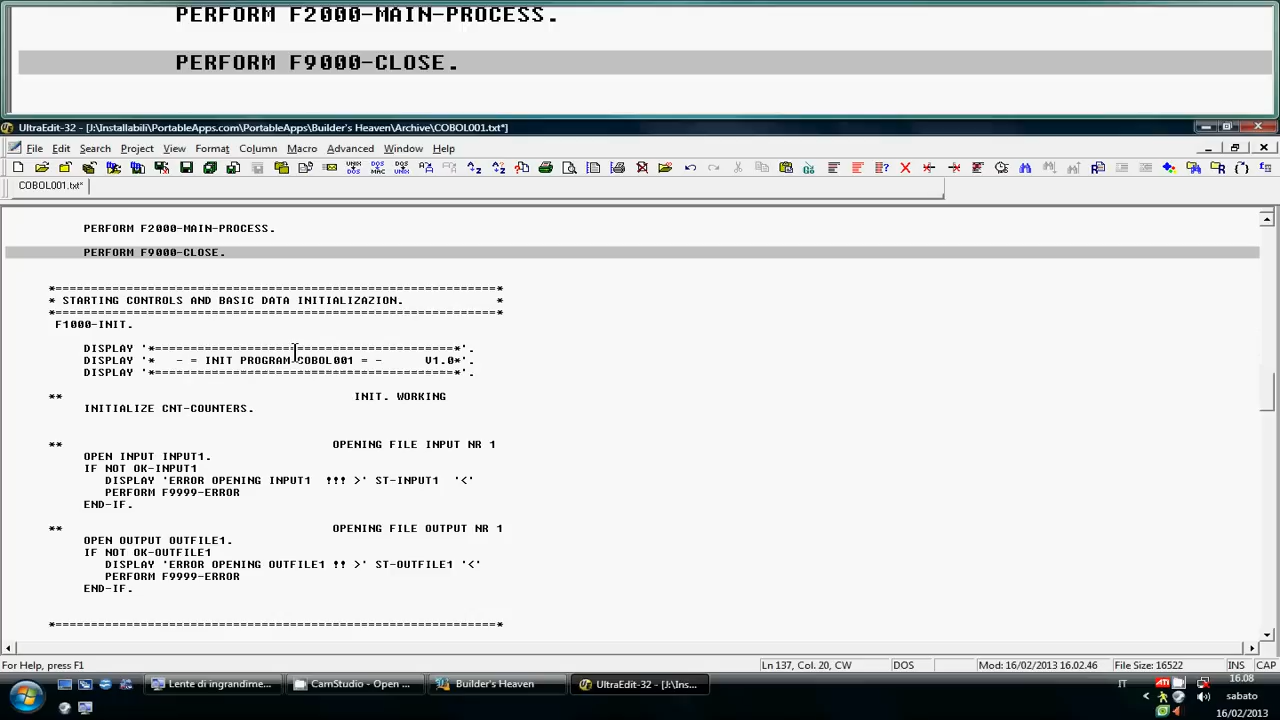 PERFORM F2000-MAIN-PROCESS.
PERFORM F9000-CLOSE.
UltraEdit-32 - [J:\Installabili\PortableApps.com\PortableApps\Builder's Heaven\Archive\COBOL001.txt*]
File Edit Search Project View Format Column Macro Advanced Window Help
COBOL001.txt*
PERFORM F2000-MAIN-PROCESS.
PERFORM F9000-CLOSE.
*===============================================================*
* STARTING CONTROLS AND BASIC DATA INITIALIZAZION. *
*===============================================================*
F1000-INIT.
DISPLAY '*==========================================*'.
DISPLAY '* - = INIT PROGRAM COBOL001 = - V1.0*'.
DISPLAY '*==========================================*'.
** INIT. WORKING
INITIALIZE CNT-COUNTERS.
** OPENING FILE INPUT NR 1
OPEN INPUT INPUT1.
IF NOT OK-INPUT1
DISPLAY 'ERROR OPENING INPUT1 !!! >' ST-INPUT1 '<'
PERFORM F9999-ERROR
END-IF.
** OPENING FILE OUTPUT NR 1
OPEN OUTPUT OUTFILE1.
IF NOT OK-OUTFILE1
DISPLAY 'ERROR OPENING OUTFILE1 !! >' ST-OUTFILE1 '<'
PERFORM F9999-ERROR
END-IF.
*===============================================================*
For Help, press F1 Ln 137, Col. 20, CW DOS Mod: 16/02/2013 16.02.46 File Size: 16522 INS CAP
Lente di ingrandime... CamStudio - Open ... Builder's Heaven UltraEdit-32 - [J:\Ins... IT 16.08
sabato
16/02/2013